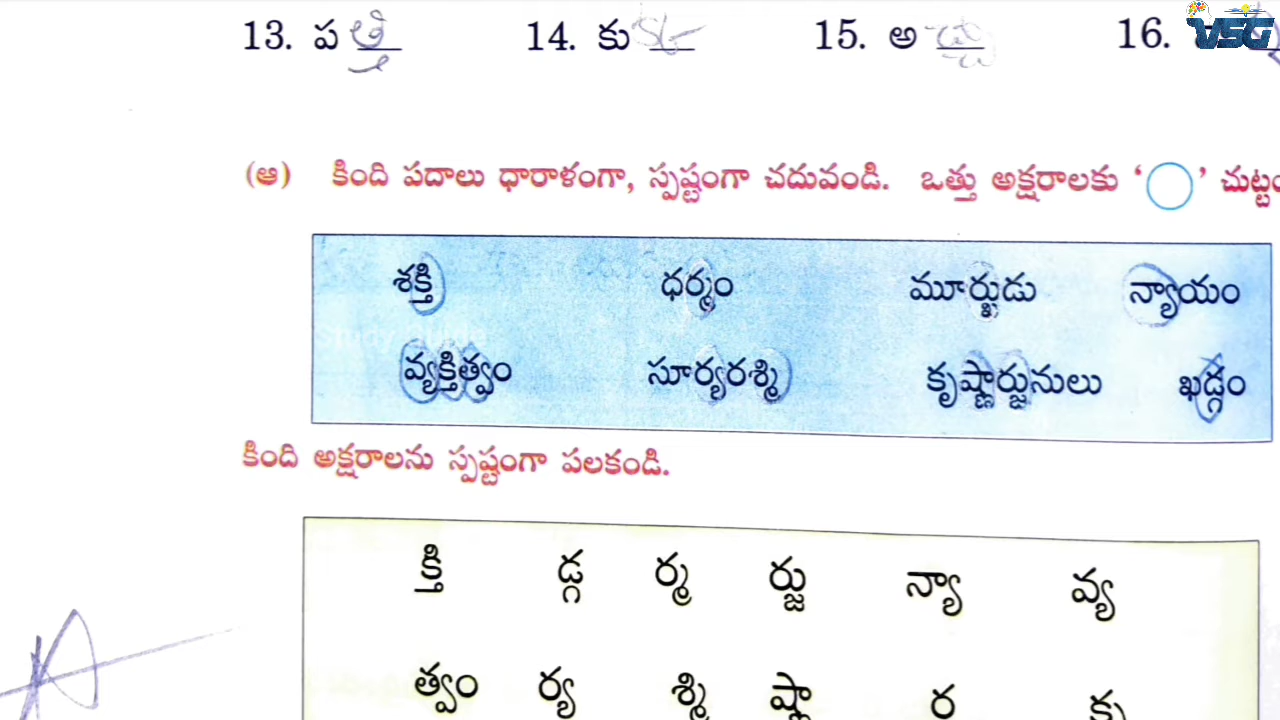 13. ప త్తి 14. కు 15. అ 16.
VSG
(ఆ) కింది పదాలు ధారాళంగా, స్పష్టంగా చదువండి. ఒత్తు అక్షరాలకు ‘○’ చుట్టం
శక్తి ధర్మం మూర్ఖుడు న్యాయం
వ్యక్తిత్వం సూర్యరశ్మి కృష్ణార్జునులు ఖడ్గం
కింది అక్షరాలను స్పష్టంగా పలకండి.
క్తి డ్గ ర్మ ర్జు న్యా వ్య
త్వం ర్య శ్మి ష్ణా